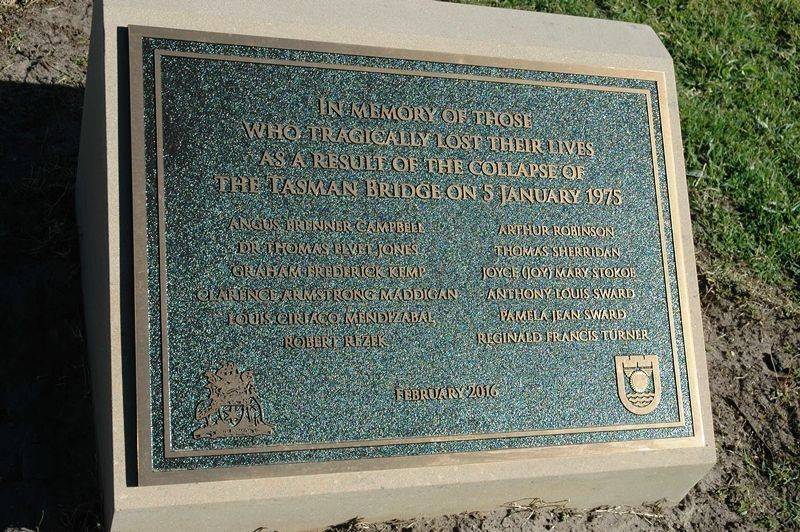 IN MEMORY OF THOSE
WHO TRAGICALLY LOST THEIR LIVES
AS A RESULT OF THE COLLAPSE OF
THE TASMAN BRIDGE ON 5 JANUARY 1975
ANGUS BRENNER CAMPBELL
DR THOMAS ELVET JONES
GRAHAM FREDERICK KEMP
CLARENCE ARMSTRONG MADDIGAN
LOUIS CIRIACO MENDIZABAL
ROBERT REZEK
ARTHUR ROBINSON
THOMAS SHERRIDAN
JOYCE (JOY) MARY STOKOE
ANTHONY LOUIS SWARD
PAMELA JEAN SWARD
REGINALD FRANCIS TURNER
FEBRUARY 2016